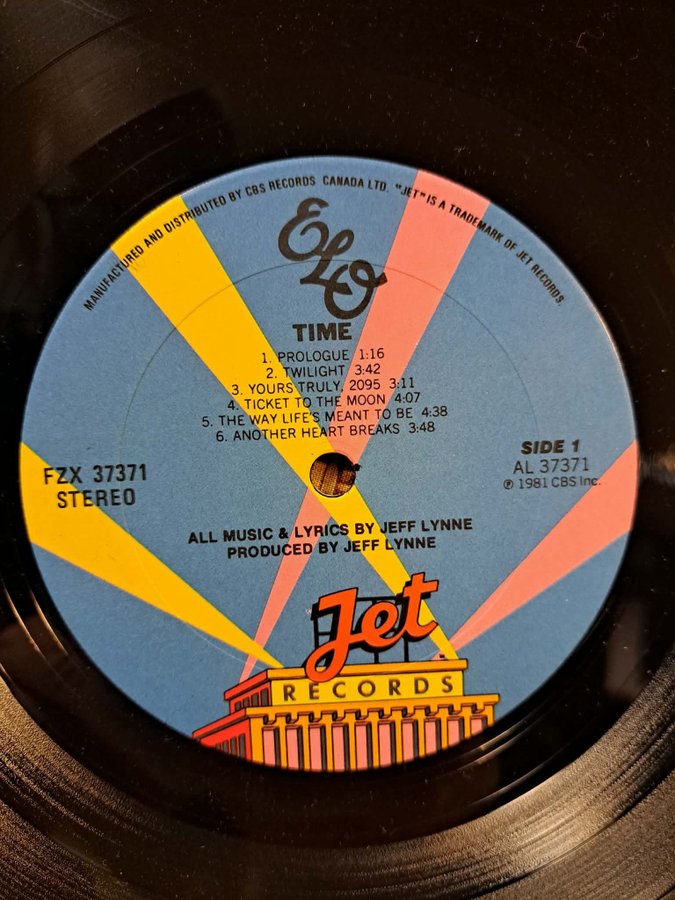 MANUFACTURED AND DISTRIBUTED BY CBS RECORDS CANADA LTD. "JET" IS A TRADEMARK OF JET RECORDS.
ELO
TIME
1. PROLOGUE 1:16
2. TWILIGHT 3:42
3. YOURS TRULY, 2095 3:11
4. TICKET TO THE MOON 4:07
5. THE WAY LIFE'S MEANT TO BE 4:38
6. ANOTHER HEART BREAKS 3:48
FZX 37371
STEREO
SIDE 1
AL 37371
℗ 1981 CBS Inc.
ALL MUSIC & LYRICS BY JEFF LYNNE
PRODUCED BY JEFF LYNNE
Jet
RECORDS